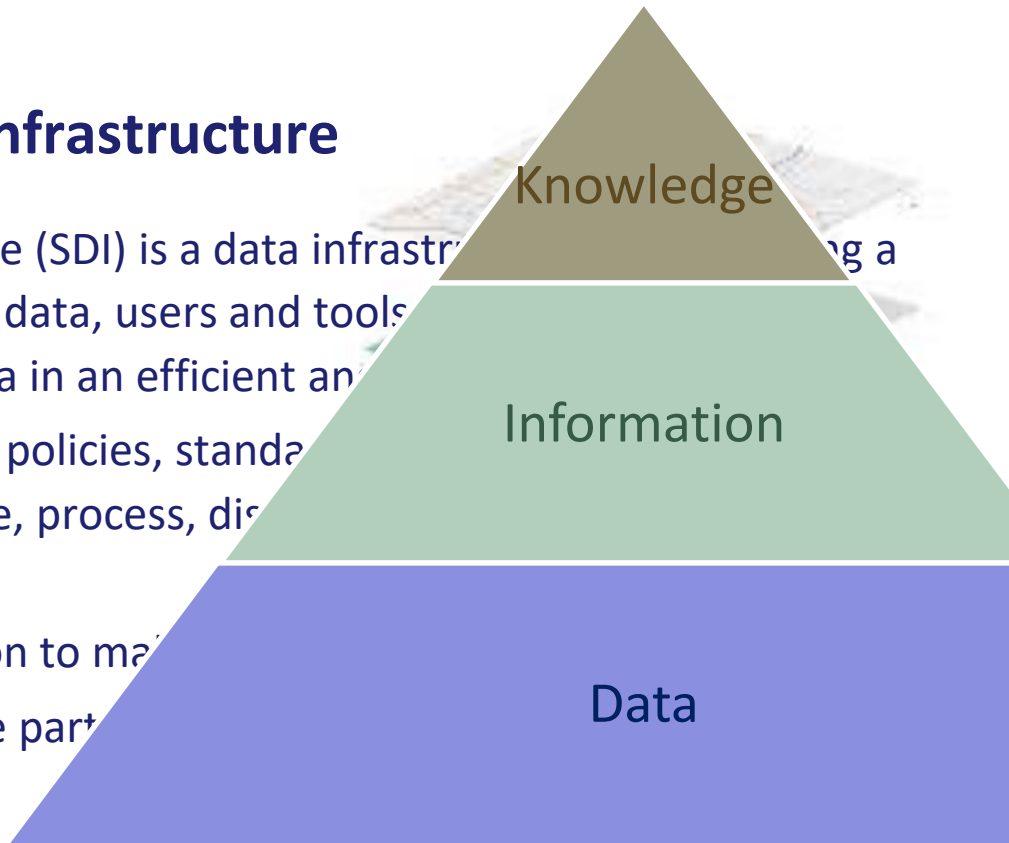 nfrastructure
Knowledge
e (SDI) is a data infrastr g a
data, users and tools
a in an efficient an
Information
policies, standa
e, process, dis
on to ma
Data
e part